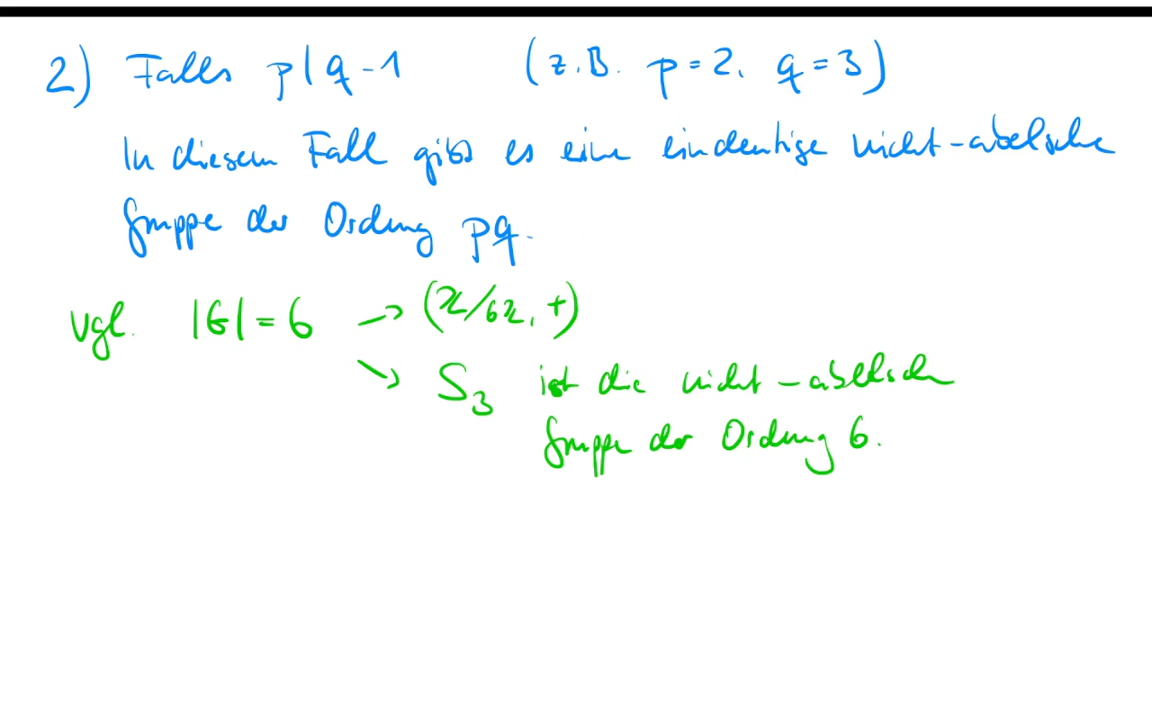 2) Falls p | q - 1 (z.B. p = 2, q = 3)
In diesem Fall gibt es eine eindeutige nicht-abelsche
Gruppe der Ordnung pq.
vgl. |G| = 6 → (ℤ/6ℤ, +)
↘ S₃ ist die nicht-abelsche
Gruppe der Ordnung 6.